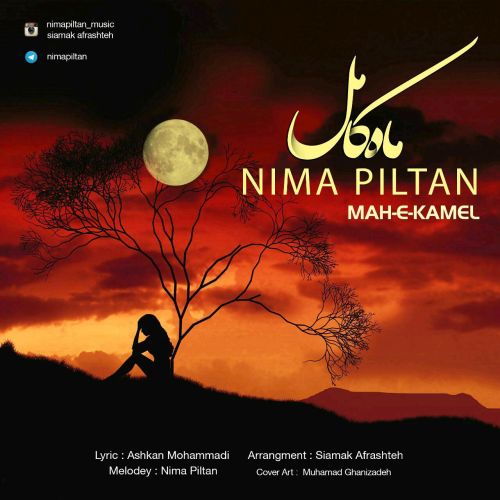 nimapiltan_music
siamak afrashteh
nimapiltan
ماه کامل
NIMA PILTAN
MAH-E-KAMEL
Lyric : Ashkan Mohammadi
Arrangment : Siamak Afrashteh
Melodey : Nima Piltan
Cover Art : Muhamad Ghanizadeh